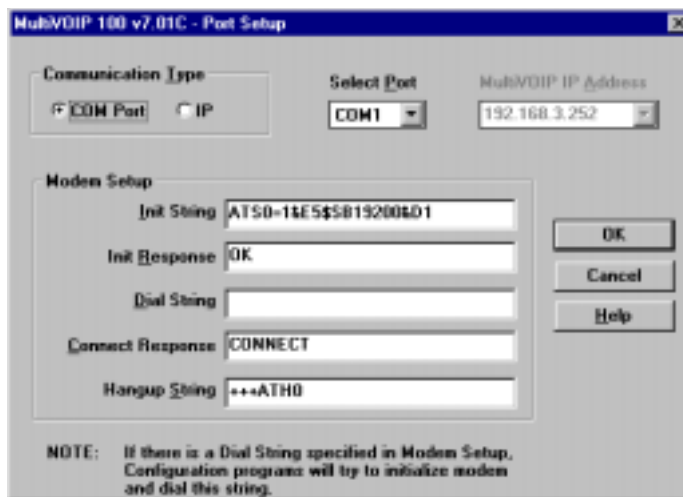 MultiVOIP 100 v7.01C - Port Setup
Communication Type
COM Port IP
Select Port
COM1
MultiVOIP IP Address
192.168.3.252
Modem Setup
Init String ATS0=1&E5$SB19200&D1
Init Response OK
Dial String
Connect Response CONNECT
Hangup String +++ATH0
OK
Cancel
Help
NOTE: If there is a Dial String specified in Modem Setup,
Configuration programs will try to initialize modem
and dial this string.